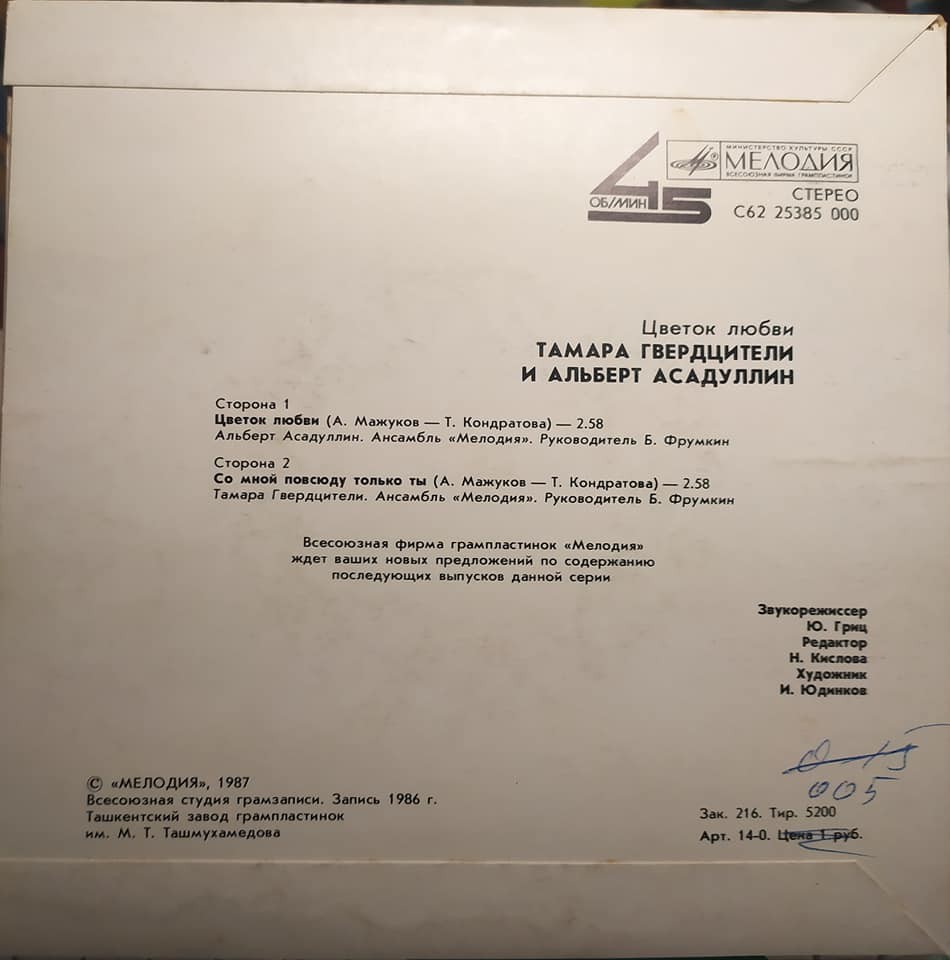 45 ОБ/МИН
МИНИСТЕРСТВО КУЛЬТУРЫ СССР
МЕЛОДИЯ
ВСЕСОЮЗНАЯ ФИРМА ГРАМПЛАСТИНОК
СТЕРЕО
С62 25385 000
Цветок любви
ТАМАРА ГВЕРДЦИТЕЛИ
И АЛЬБЕРТ АСАДУЛЛИН
Сторона 1
Цветок любви (А. Мажуков — Т. Кондратова) — 2.58
Альберт Асадуллин. Ансамбль «Мелодия». Руководитель Б. Фрумкин
Сторона 2
Со мной повсюду только ты (А. Мажуков — Т. Кондратова) — 2.58
Тамара Гвердцители. Ансамбль «Мелодия». Руководитель Б. Фрумкин
Всесоюзная фирма грампластинок «Мелодия»
ждет ваших новых предложений по содержанию
последующих выпусков данной серии
Звукорежиссер
Ю. Гриц
Редактор
Н. Кислова
Художник
И. Юдинков
0-15
005
© «МЕЛОДИЯ», 1987
Всесоюзная студия грамзаписи. Запись 1986 г.
Ташкентский завод грампластинок
им. М. Т. Ташмухамедова
Зак. 216. Тир. 5200
Арт. 14-0. Цена 1 руб.